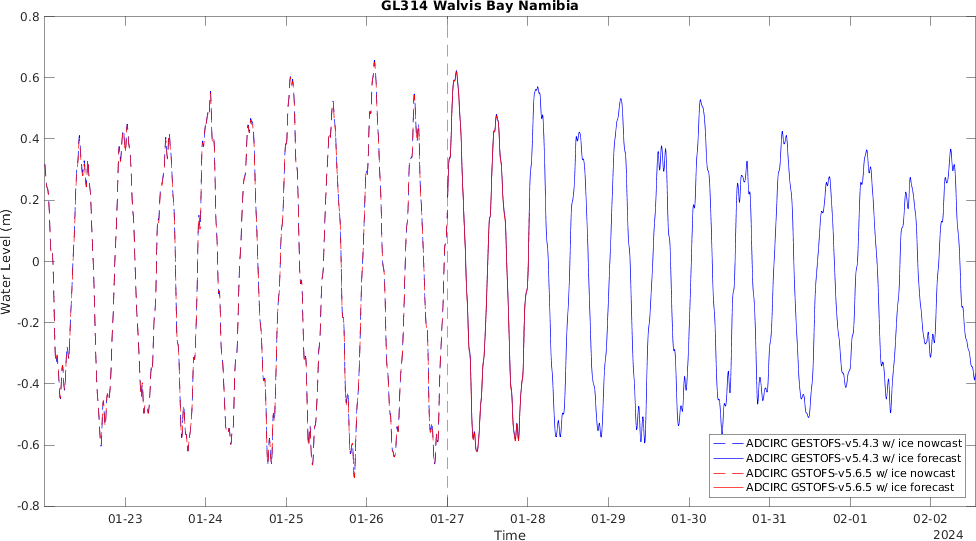 GL314 Walvis Bay Namibia
0.8
0.6
0.4
0.2
0
-0.2
-0.4
-0.6
-0.8
Water Level (m)
ADCIRC GESTOFS-v5.4.3 w/ ice nowcast
ADCIRC GESTOFS-v5.4.3 w/ ice forecast
ADCIRC GSTOFS-v5.6.5 w/ ice nowcast
ADCIRC GSTOFS-v5.6.5 w/ ice forecast
01-23 01-24 01-25 01-26 01-27 01-28 01-29 01-30 01-31 02-01 02-02
Time
2024